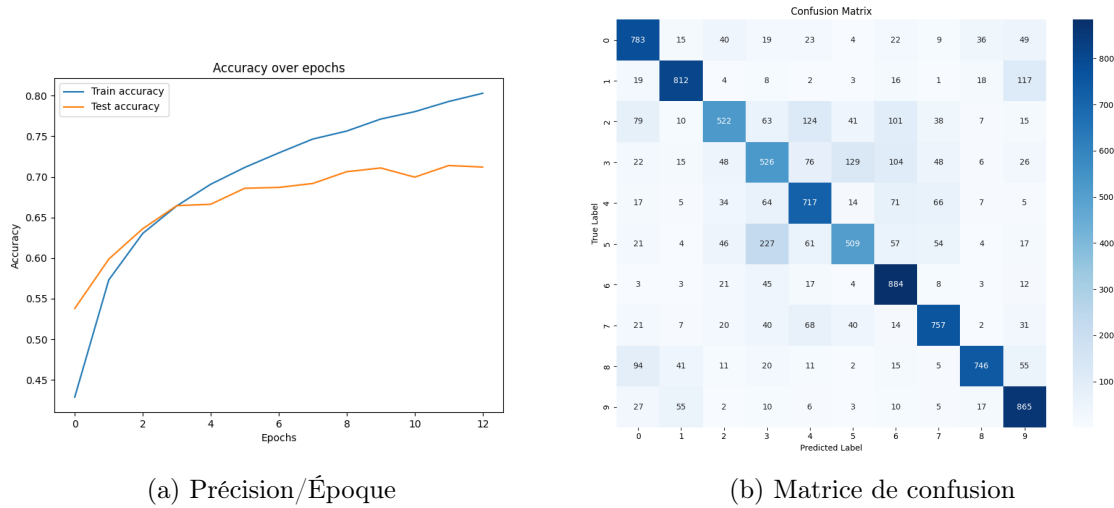 Accuracy over epochs
Train accuracy
Test accuracy
Accuracy
0.80
0.75
0.70
0.65
0.60
0.55
0.50
0.45
0 2 4 6 8 10 12
Epochs
(a) Précision/Époque
Confusion Matrix
True Label
0 783 15 40 19 23 4 22 9 36 49
1 19 812 4 8 2 3 16 1 18 117
2 79 10 522 63 124 41 101 38 7 15
3 22 15 48 526 76 129 104 48 6 26
4 17 5 34 64 717 14 71 66 7 5
5 21 4 46 227 61 509 57 54 4 17
6 3 3 21 45 17 4 884 8 3 12
7 21 7 20 40 68 40 14 757 2 31
8 94 41 11 20 11 2 15 5 746 55
9 27 55 2 10 6 3 10 5 17 865
0 1 2 3 4 5 6 7 8 9
Predicted Label
800
700
600
500
400
300
200
100
(b) Matrice de confusion